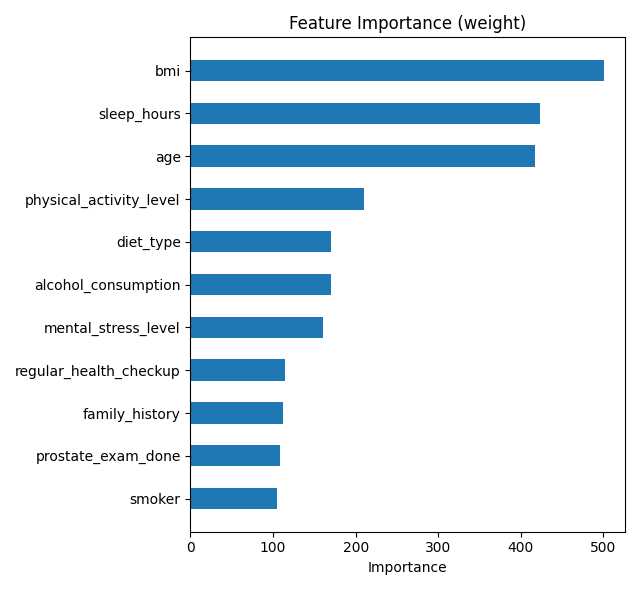 Feature Importance (weight)
bmi
sleep_hours
age
physical_activity_level
diet_type
alcohol_consumption
mental_stress_level
regular_health_checkup
family_history
prostate_exam_done
smoker
0 100 200 300 400 500
Importance